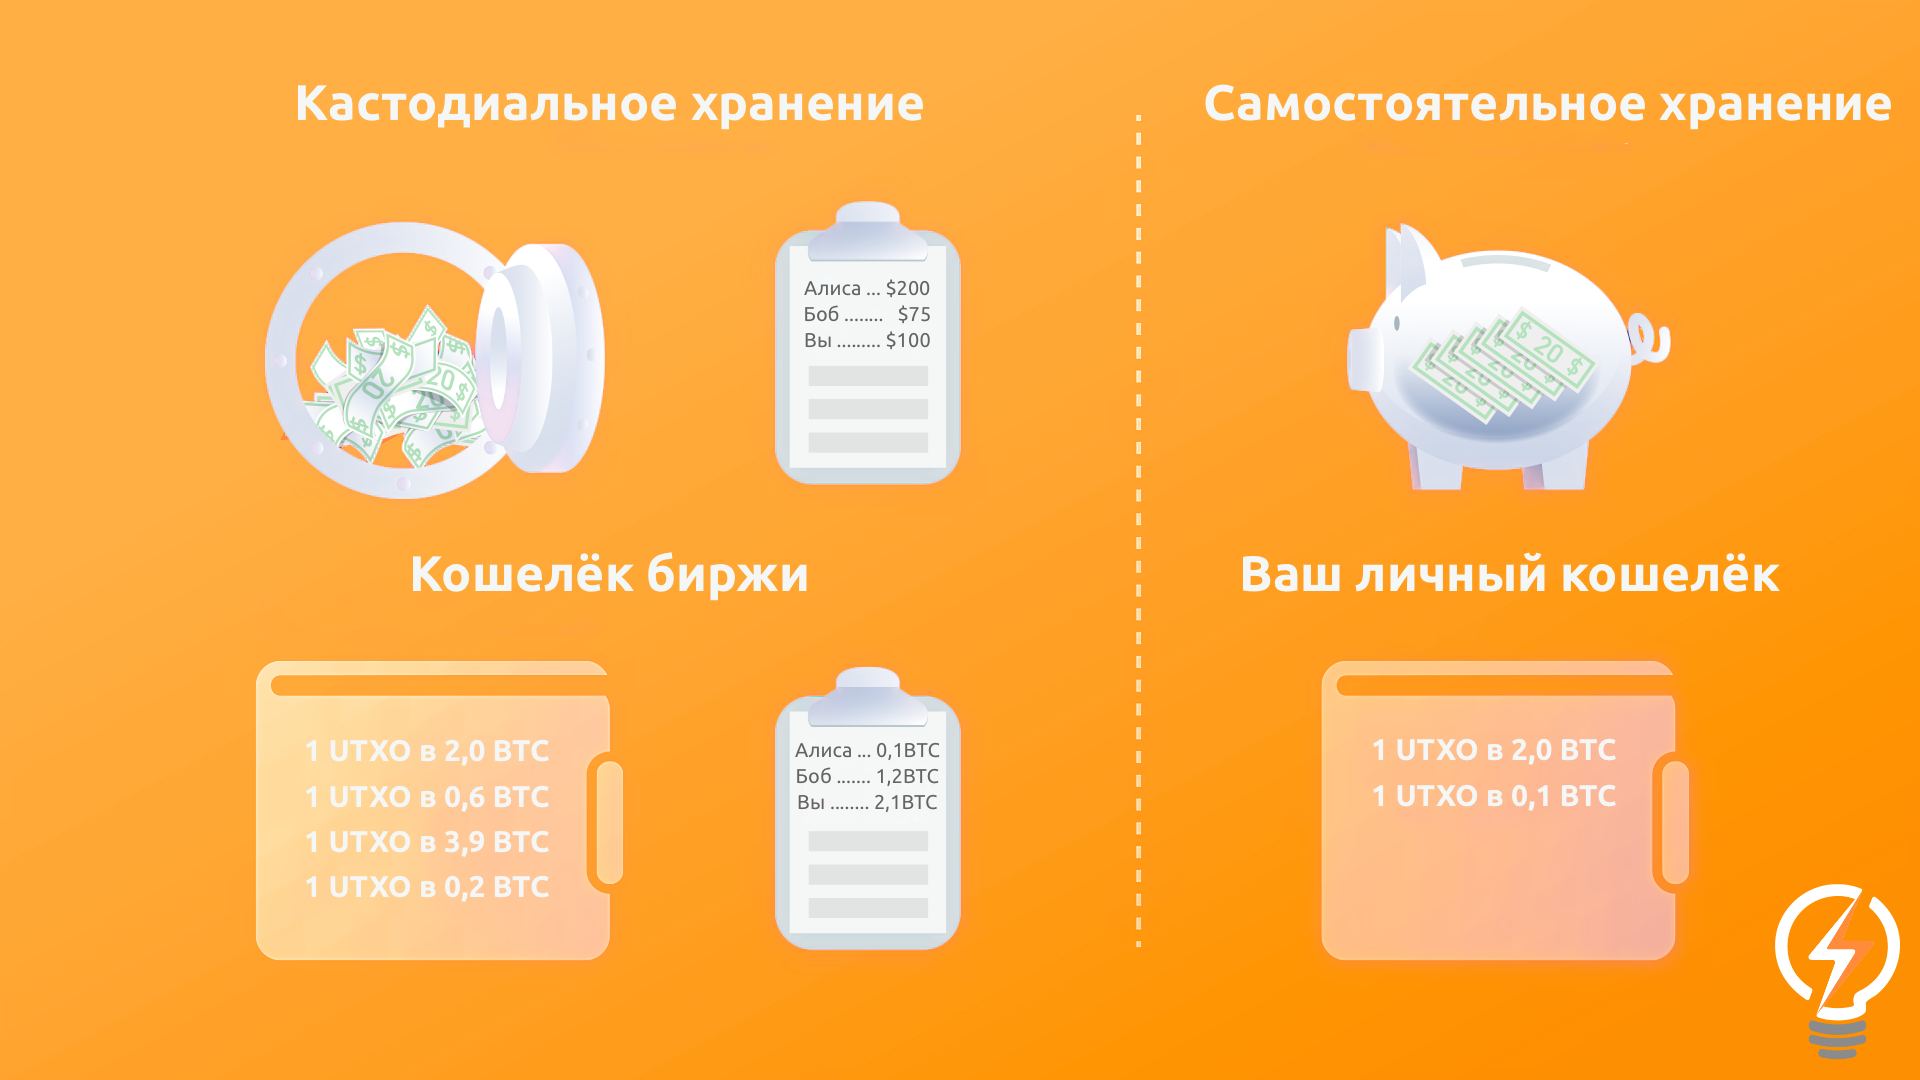 Кастодиальное хранение
Алиса ... $200
Боб ........ $75
Вы ......... $100
Кошелёк биржи
1 UTXO в 2,0 BTC
1 UTXO в 0,6 BTC
1 UTXO в 3,9 BTC
1 UTXO в 0,2 BTC
Алиса ... 0,1BTC
Боб ....... 1,2BTC
Вы ........ 2,1BTC
Самостоятельное хранение
$ 20 $
Ваш личный кошелёк
1 UTXO в 2,0 BTC
1 UTXO в 0,1 BTC